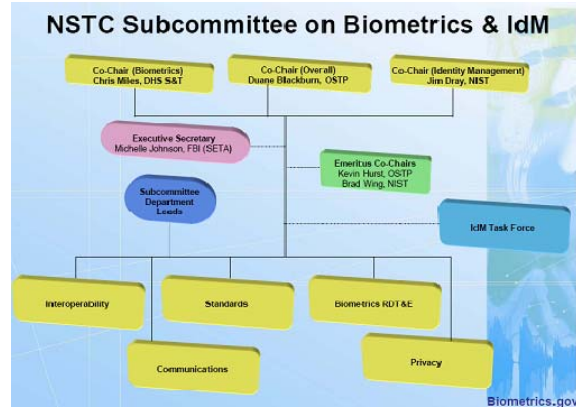 NSTC Subcommittee on Biometrics & IdM
Co-Chair (Biometrics)
Chris Miles, DHS S&T
Co-Chair (Overall)
Duane Blackburn, OSTP
Co-Chair (Identity Management)
Jim Dray, NIST
Executive Secretary
Michelle Johnson, FBI (SETA)
Emeritus Co-Chairs
Kevin Hurst, OSTP
Brad Wing, NIST
Subcommittee
Department
Leads
IdM Task Force
Interoperability
Standards
Biometrics RDT&E
Communications
Privacy
Biometrics.gov